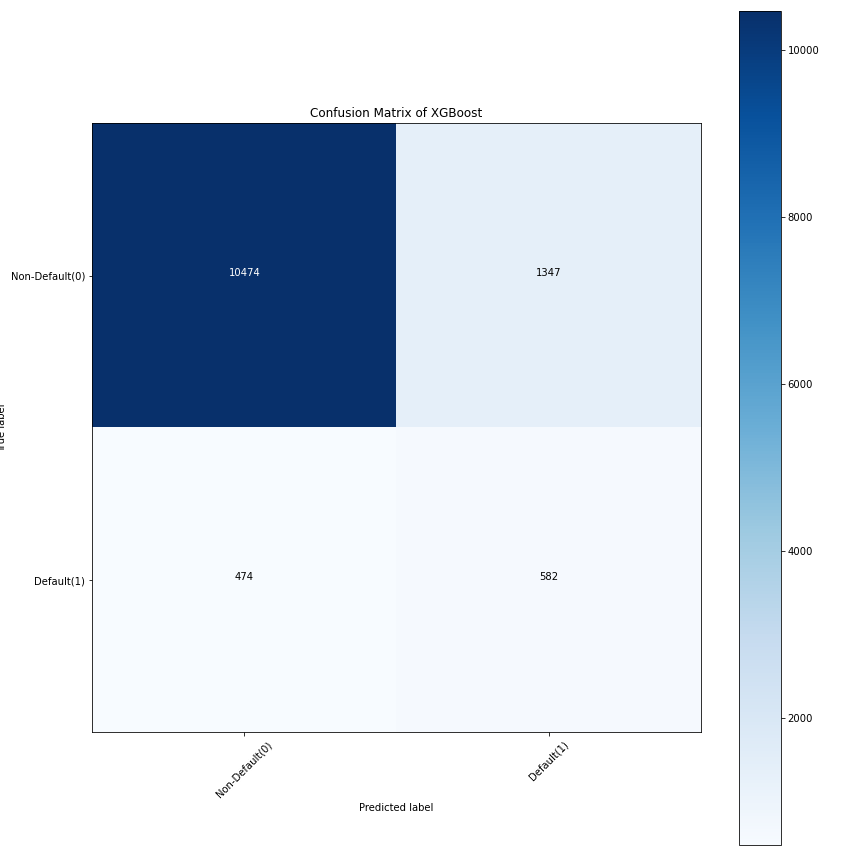 Confusion Matrix of XGBoost
10000
8000
6000
4000
2000
Non-Default(0)
10474
1347
label
Default(1)
474
582
Non-Default(0)
Default(1)
Predicted label